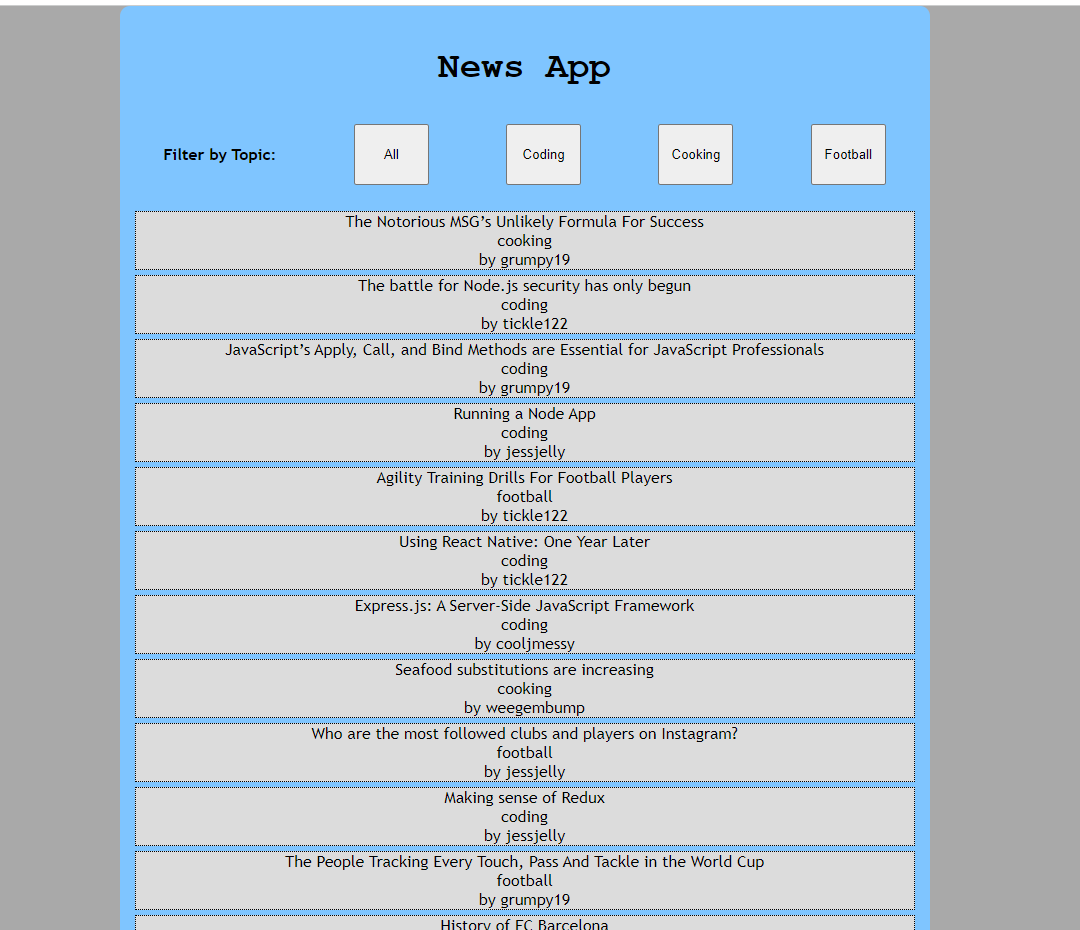 News App
Filter by Topic:
All
Coding
Cooking
Football
The Notorious MSG’s Unlikely Formula For Success
cooking
by grumpy19
The battle for Node.js security has only begun
coding
by tickle122
JavaScript’s Apply, Call, and Bind Methods are Essential for JavaScript Professionals
coding
by grumpy19
Running a Node App
coding
by jessjelly
Agility Training Drills For Football Players
football
by tickle122
Using React Native: One Year Later
coding
by tickle122
Express.js: A Server-Side JavaScript Framework
coding
by cooljmessy
Seafood substitutions are increasing
cooking
by weegembump
Who are the most followed clubs and players on Instagram?
football
by jessjelly
Making sense of Redux
coding
by jessjelly
The People Tracking Every Touch, Pass And Tackle in the World Cup
football
by grumpy19
History of FC Barcelona